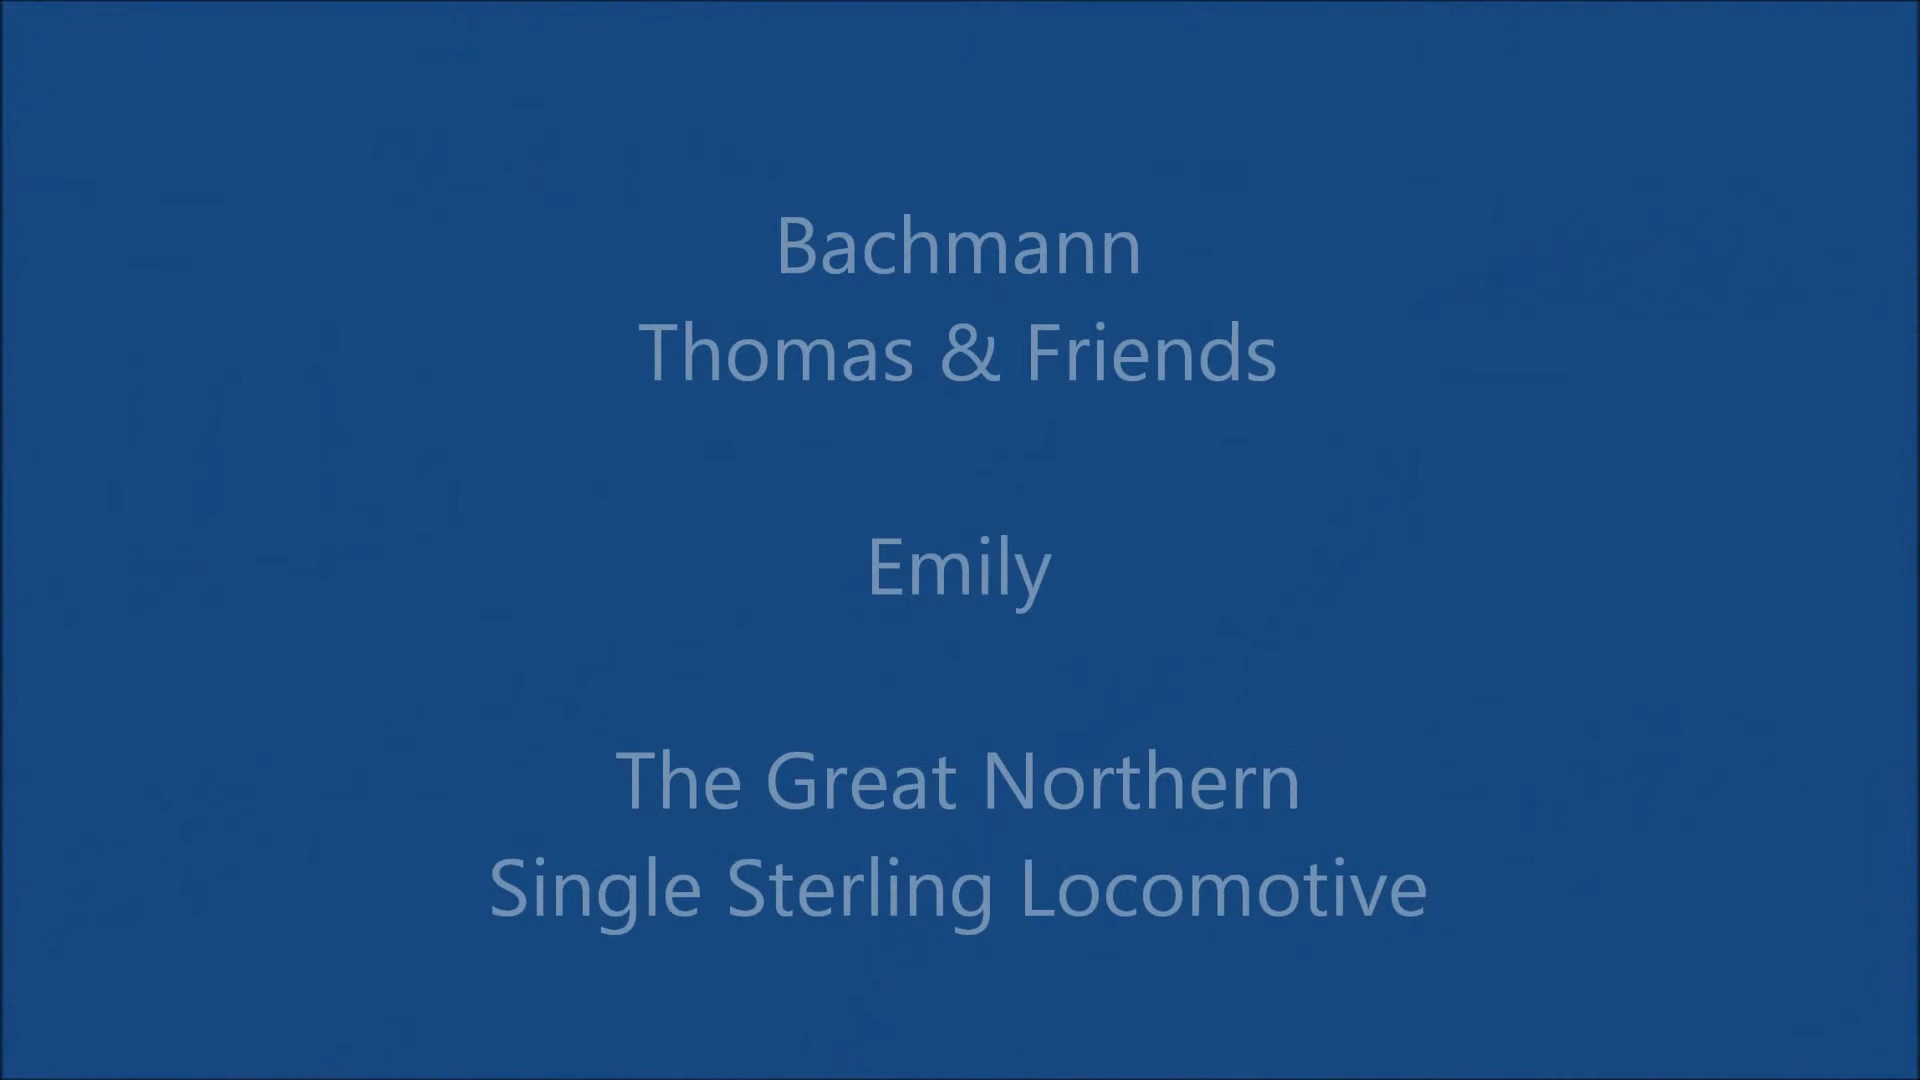 Bachmann
Thomas & Friends
Emily
The Great Northern
Single Sterling Locomotive